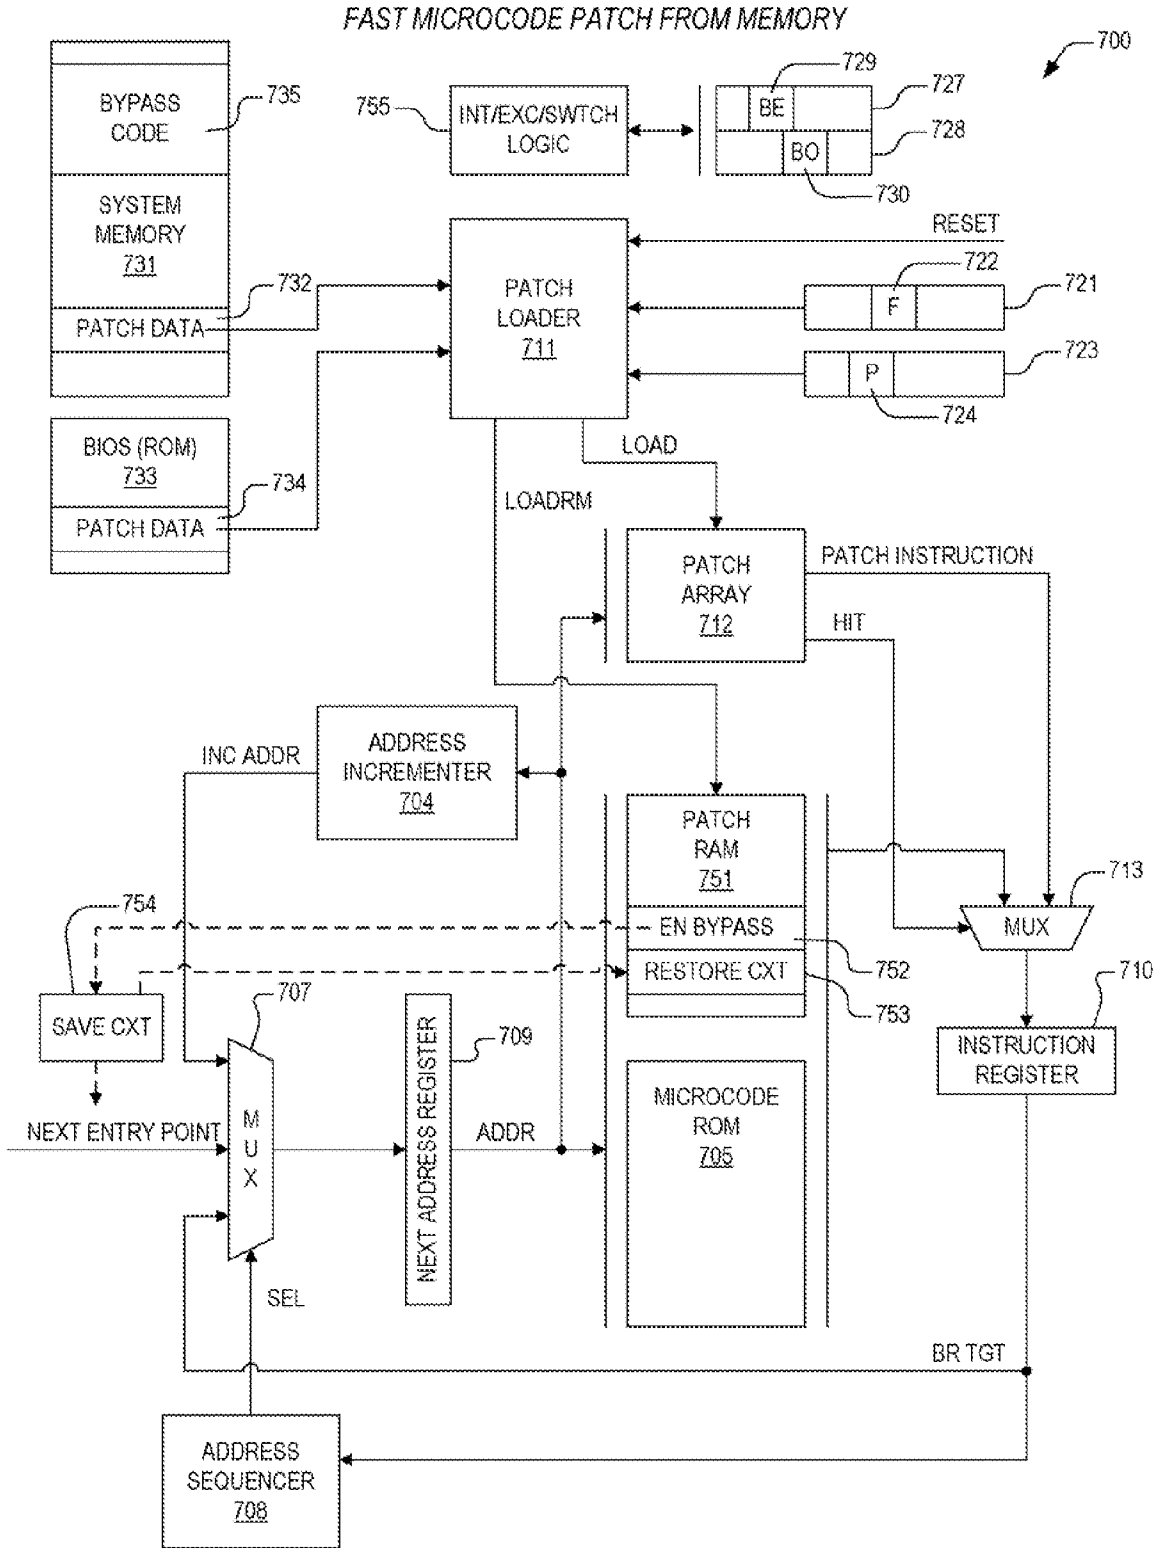 FAST MICROCODE PATCH FROM MEMORY
700
BYPASS
CODE
735
SYSTEM
MEMORY
731
732
PATCH DATA
BIOS (ROM)
733
734
PATCH DATA
755
INT/EXC/SWTCH
LOGIC
729
BE
727
728
BO
730
RESET
PATCH
LOADER
711
722
F
721
723
P
724
LOAD
LOADRM
PATCH
ARRAY
712
PATCH INSTRUCTION
HIT
INC ADDR
ADDRESS
INCREMENTER
704
PATCH
RAM
751
EN BYPASS
752
RESTORE CXT
753
713
MUX
710
INSTRUCTION
REGISTER
754
SAVE CXT
707
MUX
709
NEXT ADDRESS REGISTER
NEXT ENTRY POINT
ADDR
MICROCODE
ROM
705
SEL
BR TGT
ADDRESS
SEQUENCER
708